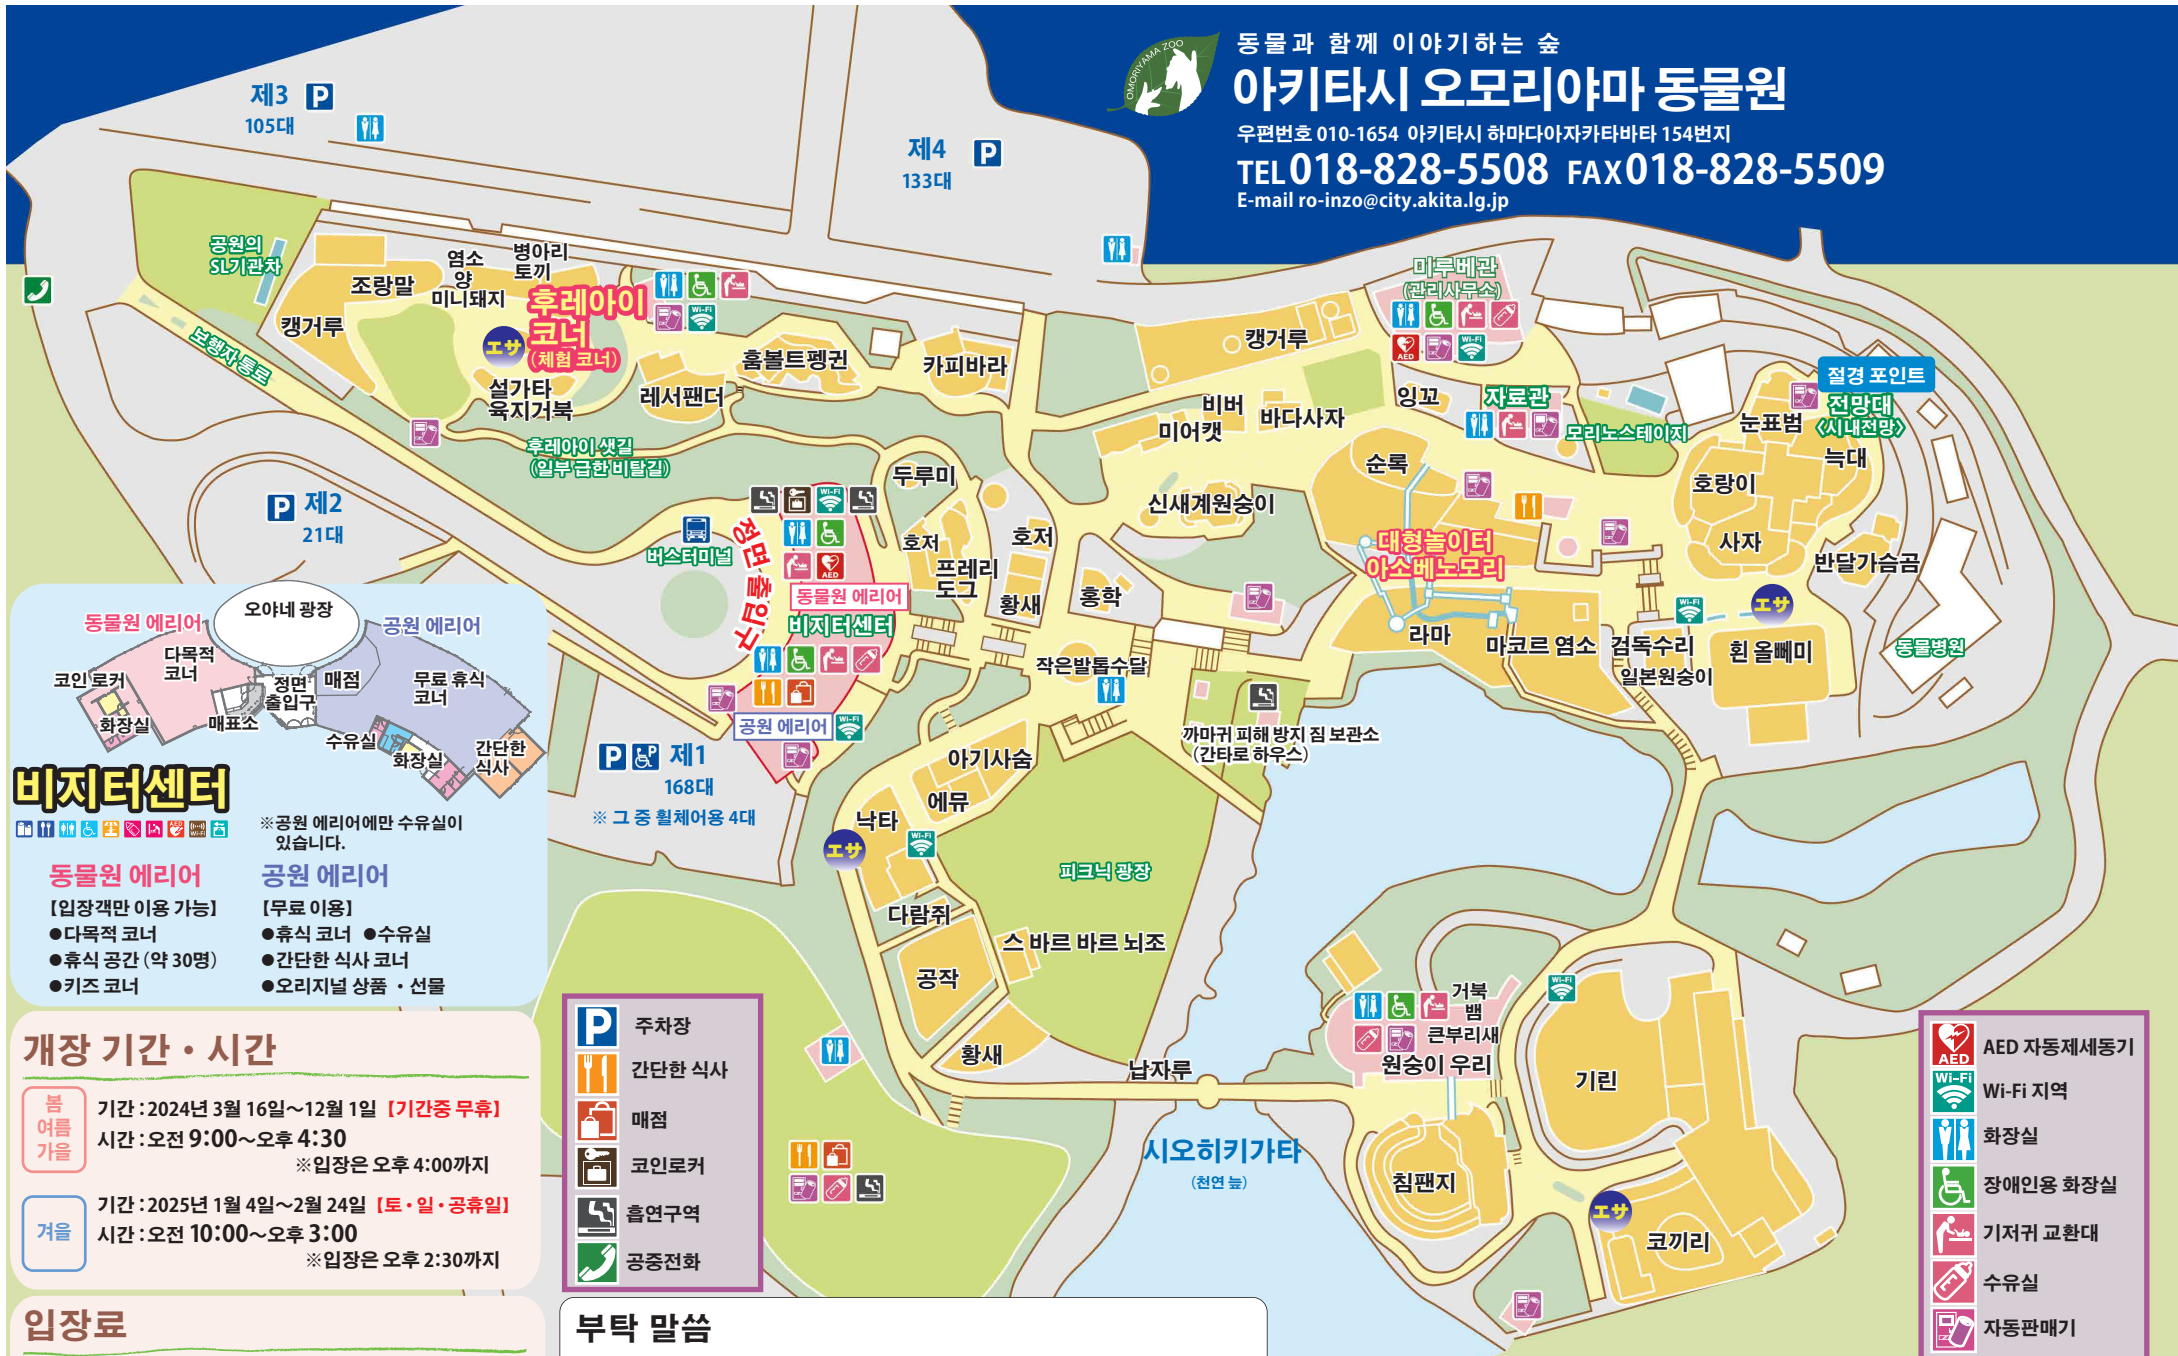 OMORIYAMA ZOO
동물과 함께 이야기하는 숲
아키타시 오모리야마 동물원
우편번호 010-1654 아키타시 하마다아자카타바타 154번지
TEL 018-828-5508 FAX 018-828-5509
E-mail ro-inzo@city.akita.lg.jp
제3 P
105대
제4 P
133대
공원의
SL기관차
보행자 통로
조랑말
캥거루
염소
양
미니돼지
병아리
토끼
후레아이
코너
(체험 코너)
エサ
설가타
육지거북
Wi-Fi
레서팬더
훔볼트펭귄
카피바라
후레아이 샛길
(일부 급한 비탈길)
P 제2
21대
버스터미널
정면 출입구
Wi-Fi
AED
동물원 에리어
비지터센터
공원 에리어
Wi-Fi
P P 제1
168대
※ 그 중 휠체어용 4대
두루미
호저
프레리
도그
호저
황새
홍학
작은발톱수달
캥거루
비버
미어캣
바다사자
신새계원숭이
미루베관
(관리사무소)
AED
Wi-Fi
잉꼬
자료관
모리노스테이지
순록
대형놀이터
아소베노모리
라마
마코르 염소
검독수리
일본원숭이
Wi-Fi
エサ
흰 올빼미
절경 포인트
전망대
〈시내전망〉
눈표범
늑대
호랑이
사자
반달가슴곰
동물병원
까마귀 피해 방지 짐 보관소
(간타로 하우스)
아기사슴
에뮤
낙타
エサ
Wi-Fi
다람쥐
공작
황새
스 바르 바르 뇌조
피크닉 광장
납자루
시오히키가타
(천연 늪)
거북
뱀
큰부리새
원숭이 우리
침팬지
Wi-Fi
기린
エサ
코끼리
오야네 광장
동물원 에리어
공원 에리어
다목적
코너
코인 로커
화장실
매표소
정면
출입구
매점
무료 휴식
코너
수유실
화장실
간단한
식사
비지터센터
AED
Wi-Fi
※공원 에리어에만 수유실이
있습니다.
동물원 에리어
【입장객만 이용 가능】
●다목적 코너
●휴식 공간 (약 30명)
●키즈 코너
공원 에리어
【무료 이용】
●휴식 코너 ●수유실
●간단한 식사 코너
●오리지널 상품 ・선물
개장 기간・시간
봄
여름
가을
기간 : 2024년 3월 16일～12월 1일 【기간중 무휴】
시간 : 오전 9:00～오후 4:30
※입장은 오후 4:00까지
겨울
기간 : 2025년 1월 4일～2월 24일 【토・일・공휴일】
시간 : 오전 10:00～오후 3:00
※입장은 오후 2:30까지
입장료
P 주차장
간단한 식사
매점
코인로커
흡연구역
공중전화
부탁 말씀
AED AED 자동제세동기
Wi-Fi Wi-Fi 지역
화장실
장애인용 화장실
기저귀 교환대
수유실
자동판매기